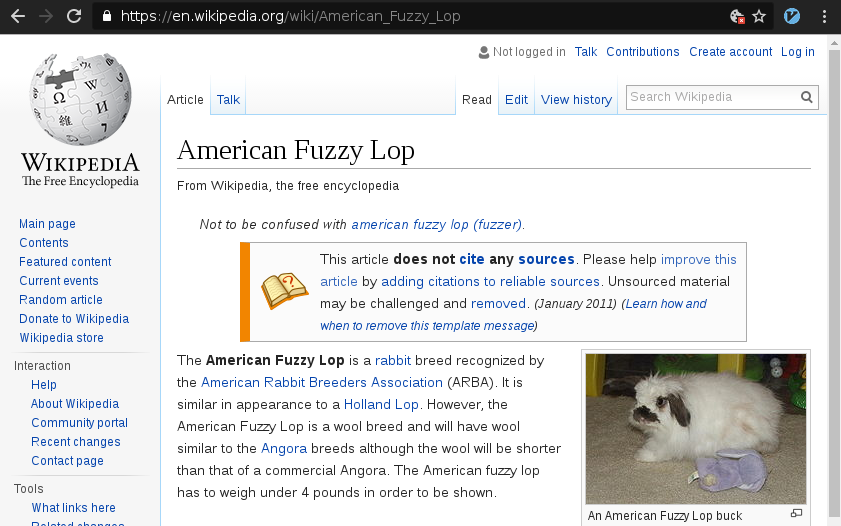 https://en.wikipedia.org/wiki/American_Fuzzy_Lop
Not logged in Talk Contributions Create account Log in
Article Talk Read Edit View history Search Wikipedia
WIKIPEDIA
The Free Encyclopedia
Main page
Contents
Featured content
Current events
Random article
Donate to Wikipedia
Wikipedia store
Interaction
Help
About Wikipedia
Community portal
Recent changes
Contact page
Tools
What links here
Related changes
American Fuzzy Lop
From Wikipedia, the free encyclopedia
Not to be confused with american fuzzy lop (fuzzer).
This article does not cite any sources. Please help improve this
article by adding citations to reliable sources. Unsourced material
may be challenged and removed. (January 2011) (Learn how and
when to remove this template message)
The American Fuzzy Lop is a rabbit breed recognized by
the American Rabbit Breeders Association (ARBA). It is
similar in appearance to a Holland Lop. However, the
American Fuzzy Lop is a wool breed and will have wool
similar to the Angora breeds although the wool will be shorter
than that of a commercial Angora. The American fuzzy lop
has to weigh under 4 pounds in order to be shown.
An American Fuzzy Lop buck